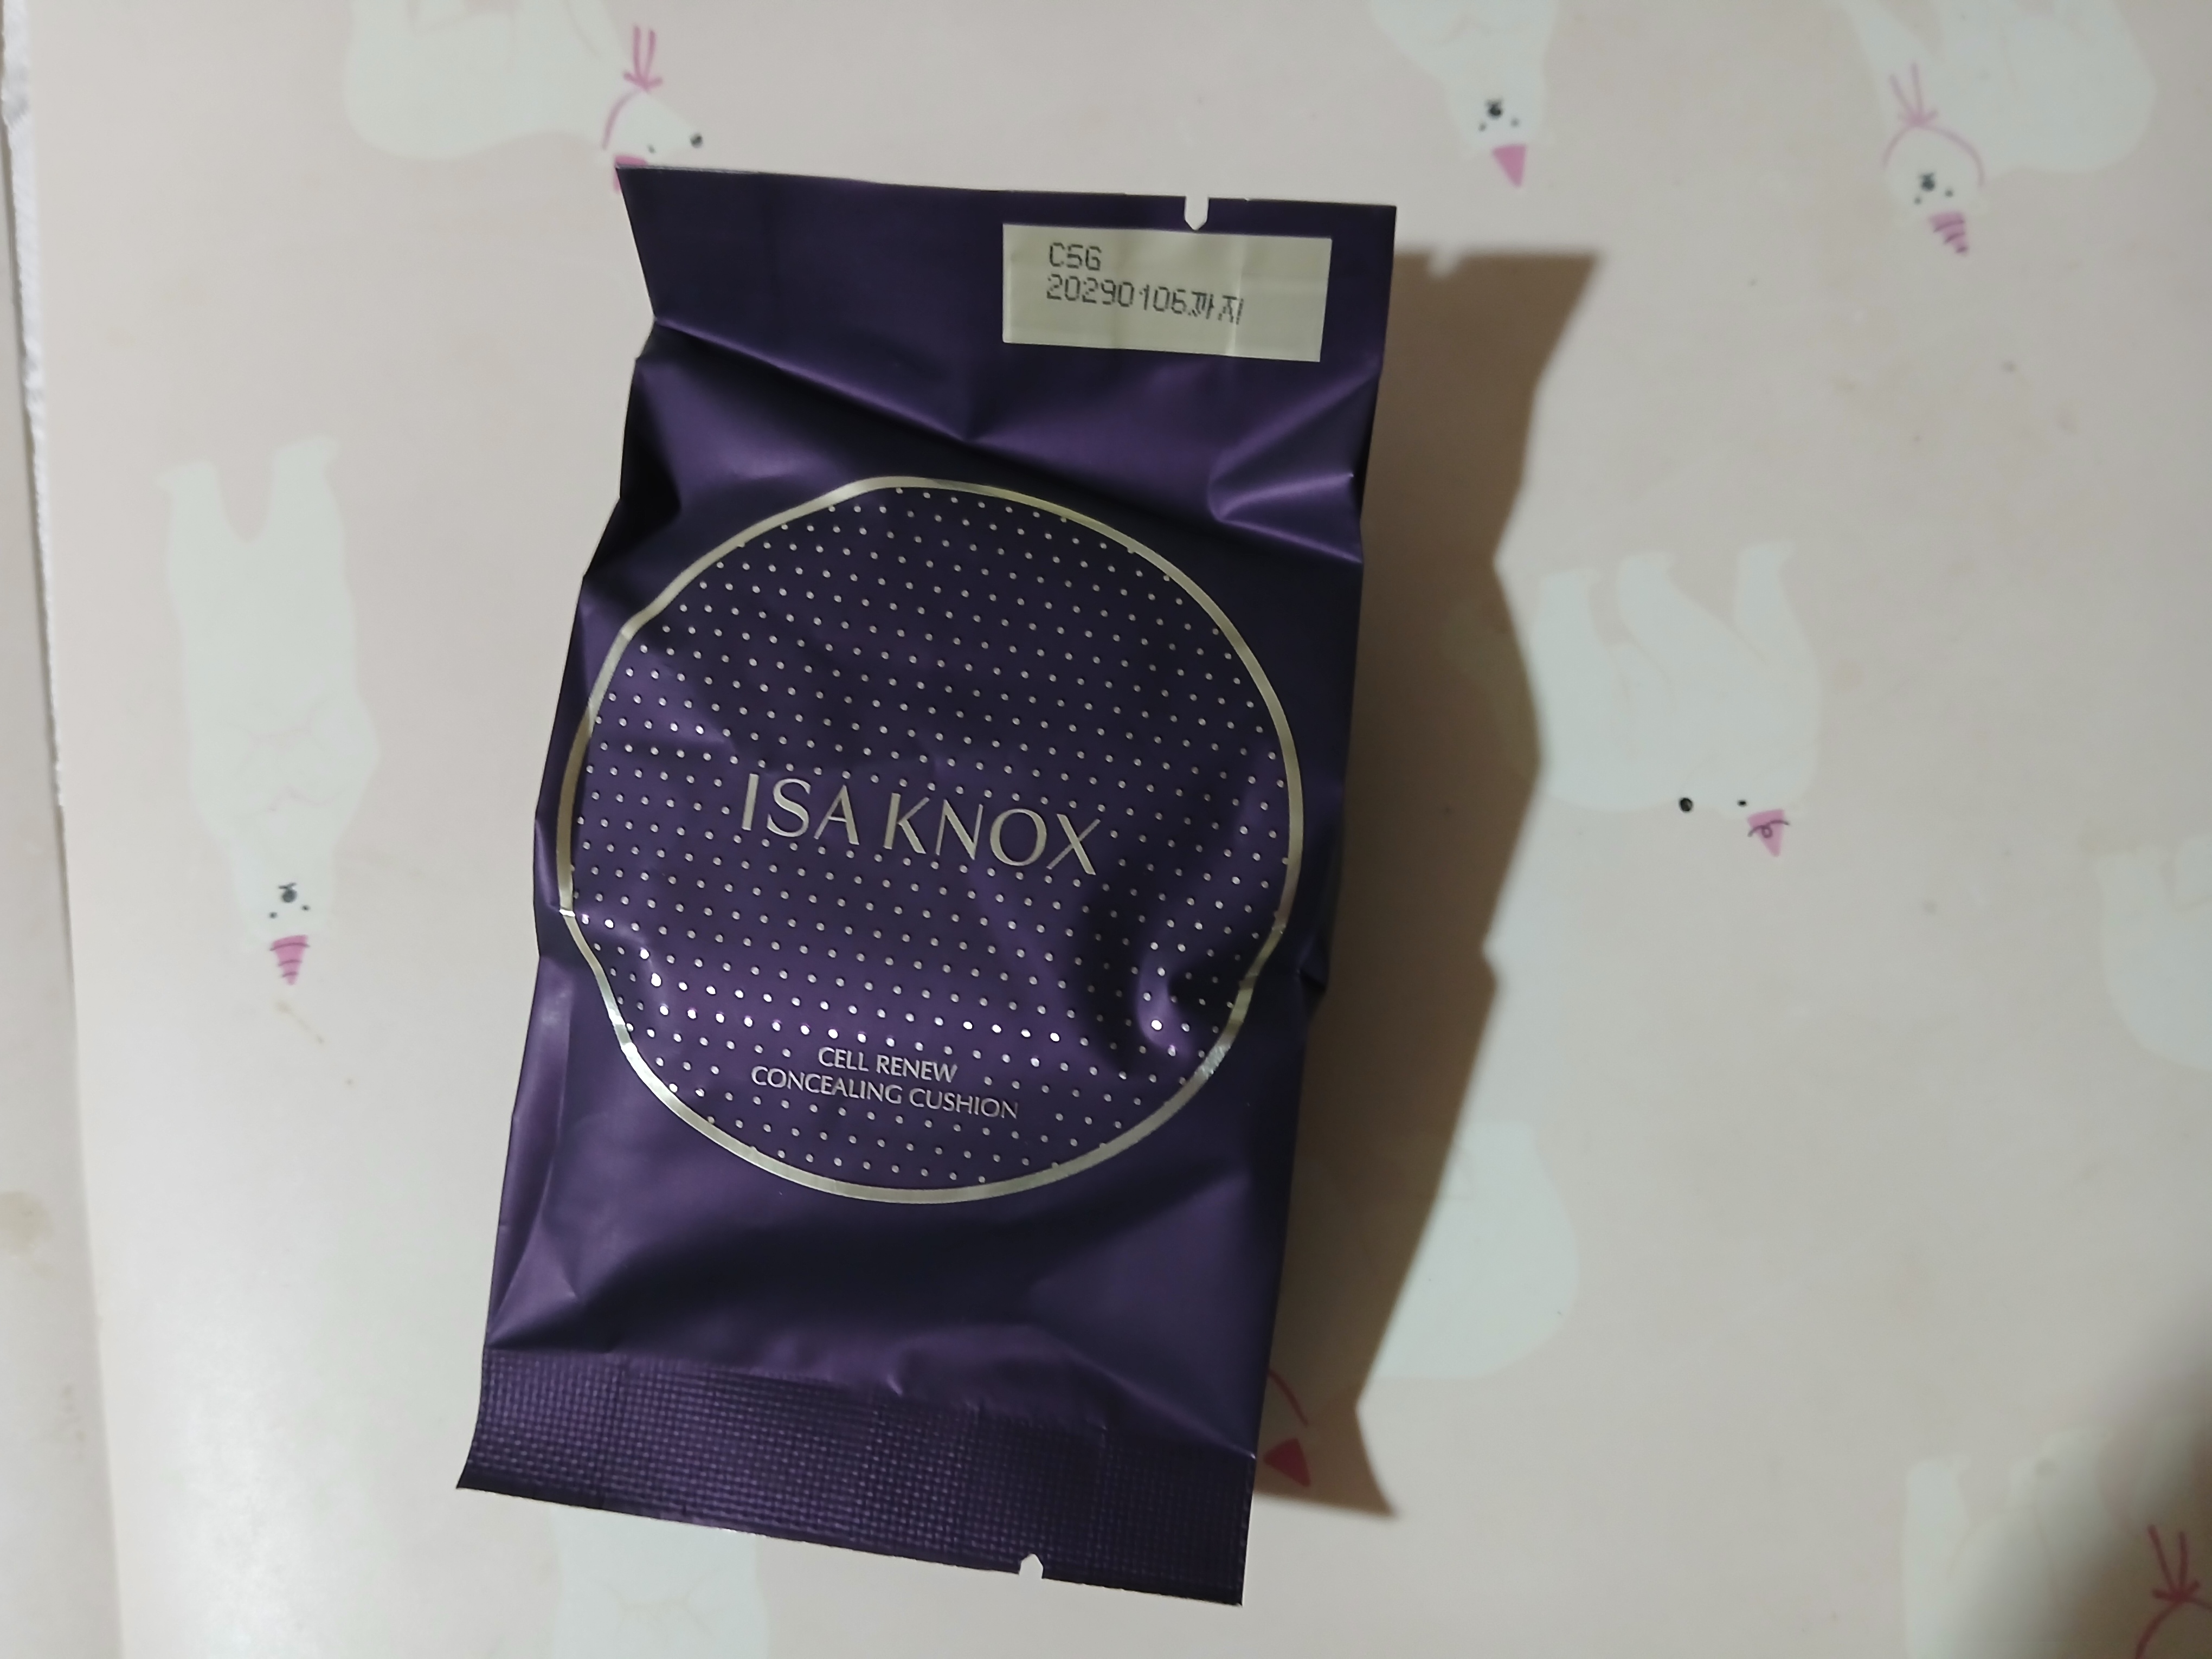 C5G
20290106까지
ISA KNOX
CELL RENEW
CONCEALING CUSHION